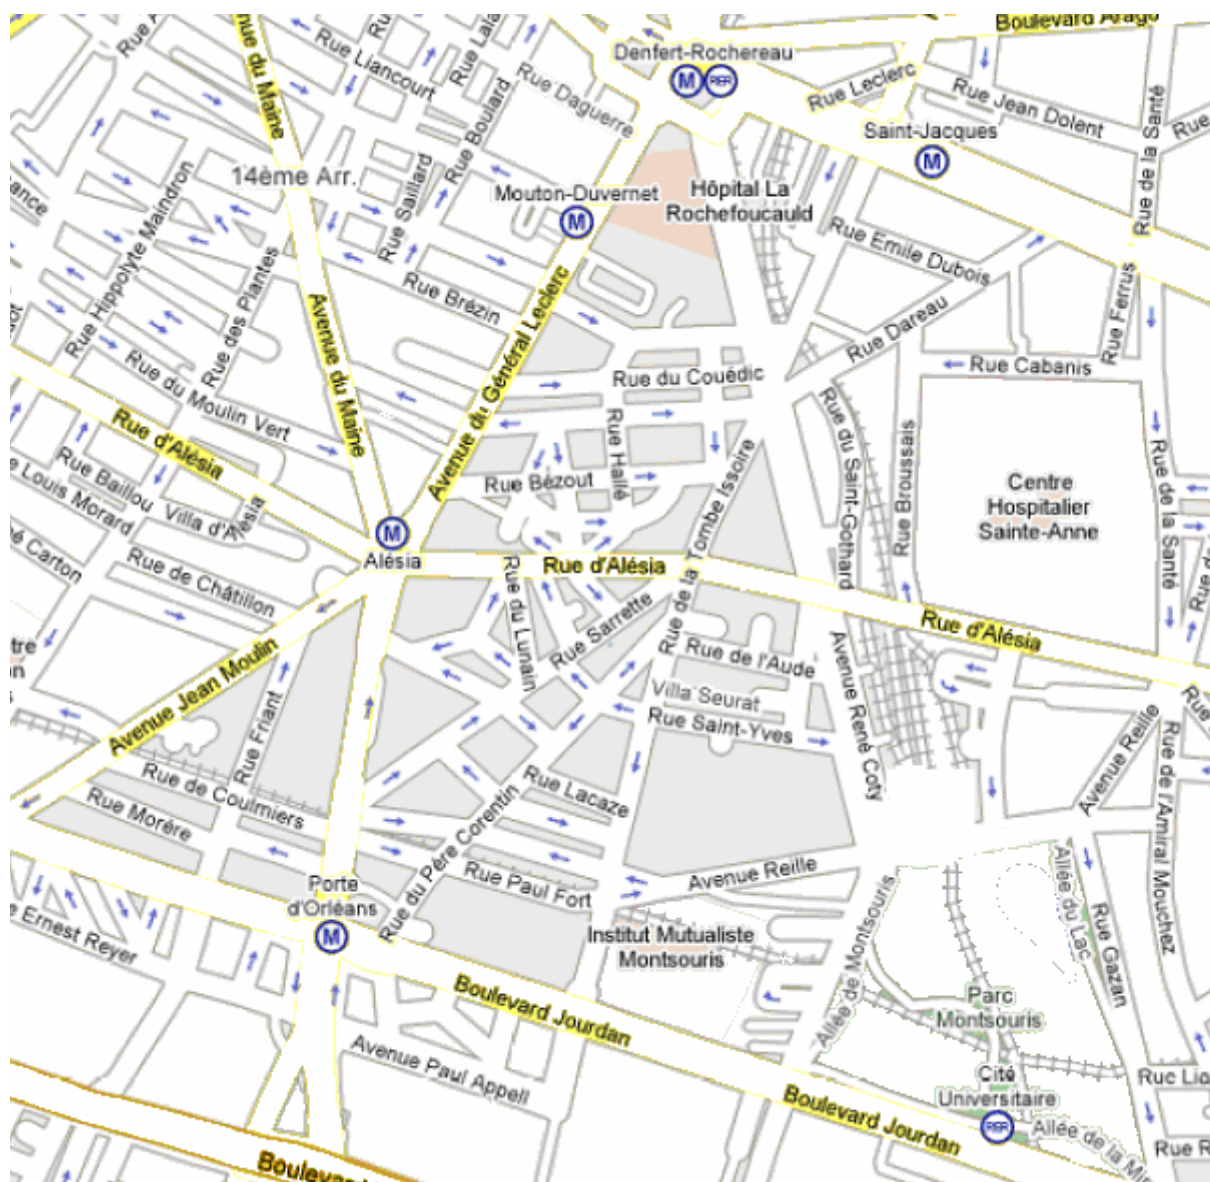 Boulevard Arago
Denfert-Rochereau
M
RER
Rue Liancourt
Rue Daguerre
Rue Boulard
Rue Leclerc
Rue Jean Dolent
Rue de la Santé
Saint-Jacques
M
Avenue du Maine
14ème Arr.
Rue Saillard
Mouton-Duvernet
M
Hôpital La
Rochefoucauld
Rue Emile Dubois
Rue Hippolyte Maindron
Rue des Plantes
Rue Brézin
Avenue du Maine
Avenue du Général Leclerc
Rue Dareau
Rue Ferrus
Rue Cabanis
Rue du Couëdic
Rue du Moulin Vert
Rue d'Alésia
Rue Hallé
Rue Bézout
Rue de la Tombe Issoire
Rue du Saint-Gothard
Rue Broussais
Centre
Hospitalier
Sainte-Anne
Rue de la Santé
Rue Baillou
Villa d'Alésia
Louis Morard
Carton
Rue de Châtillon
M
Alésia
Rue d'Alésia
Rue du Lunain
Rue Sarrette
Rue d'Alésia
Rue de l'Aude
Villa Seurat
Rue Saint-Yves
Avenue René Coty
Avenue Jean Moulin
Rue Friant
Rue de Coulmiers
Rue Morère
Rue Lacaze
Rue du Père Corentin
Rue Paul Fort
Avenue Reille
Avenue Reille
Rue de l'Amiral Mouchez
Porte
d'Orléans
M
Ernest Reyer
Institut Mutualiste
Montsouris
Allée de Montsouris
Allée du Lac
Rue Gazan
Parc
Montsouris
Boulevard Jourdan
Avenue Paul Appell
Cité
Universitaire
RER
Boulevard Jourdan
Allée de la
Rue
Rue